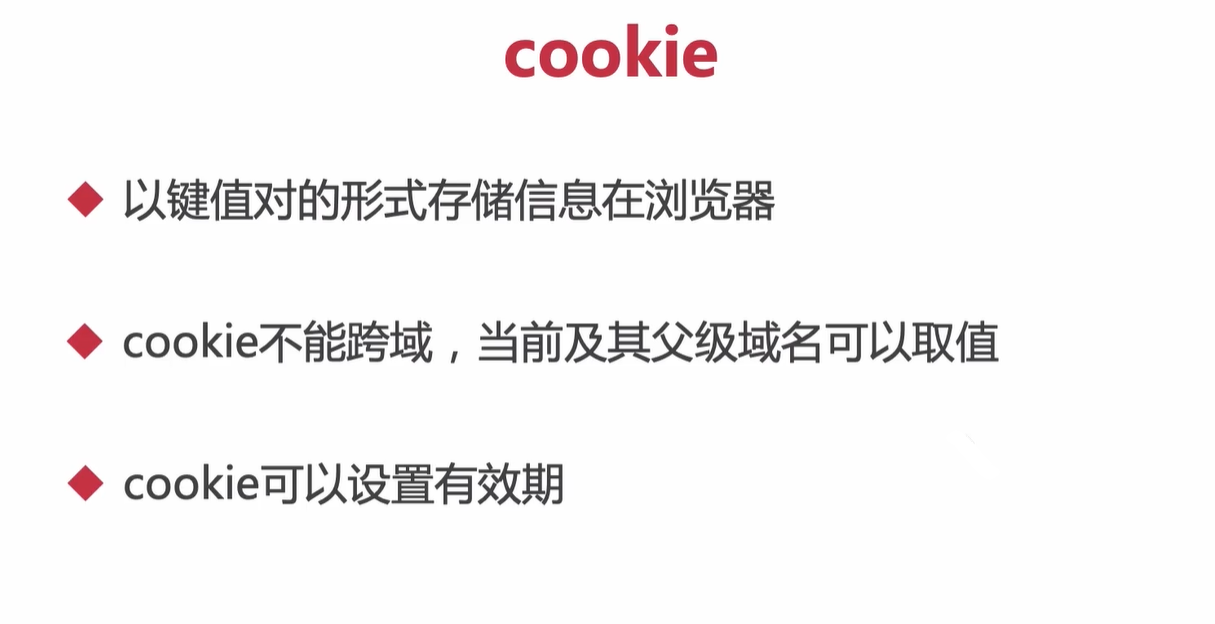 cookie
以键值对的形式存储信息在浏览器
cookie不能跨域，当前及其父级域名可以取值
cookie可以设置有效期